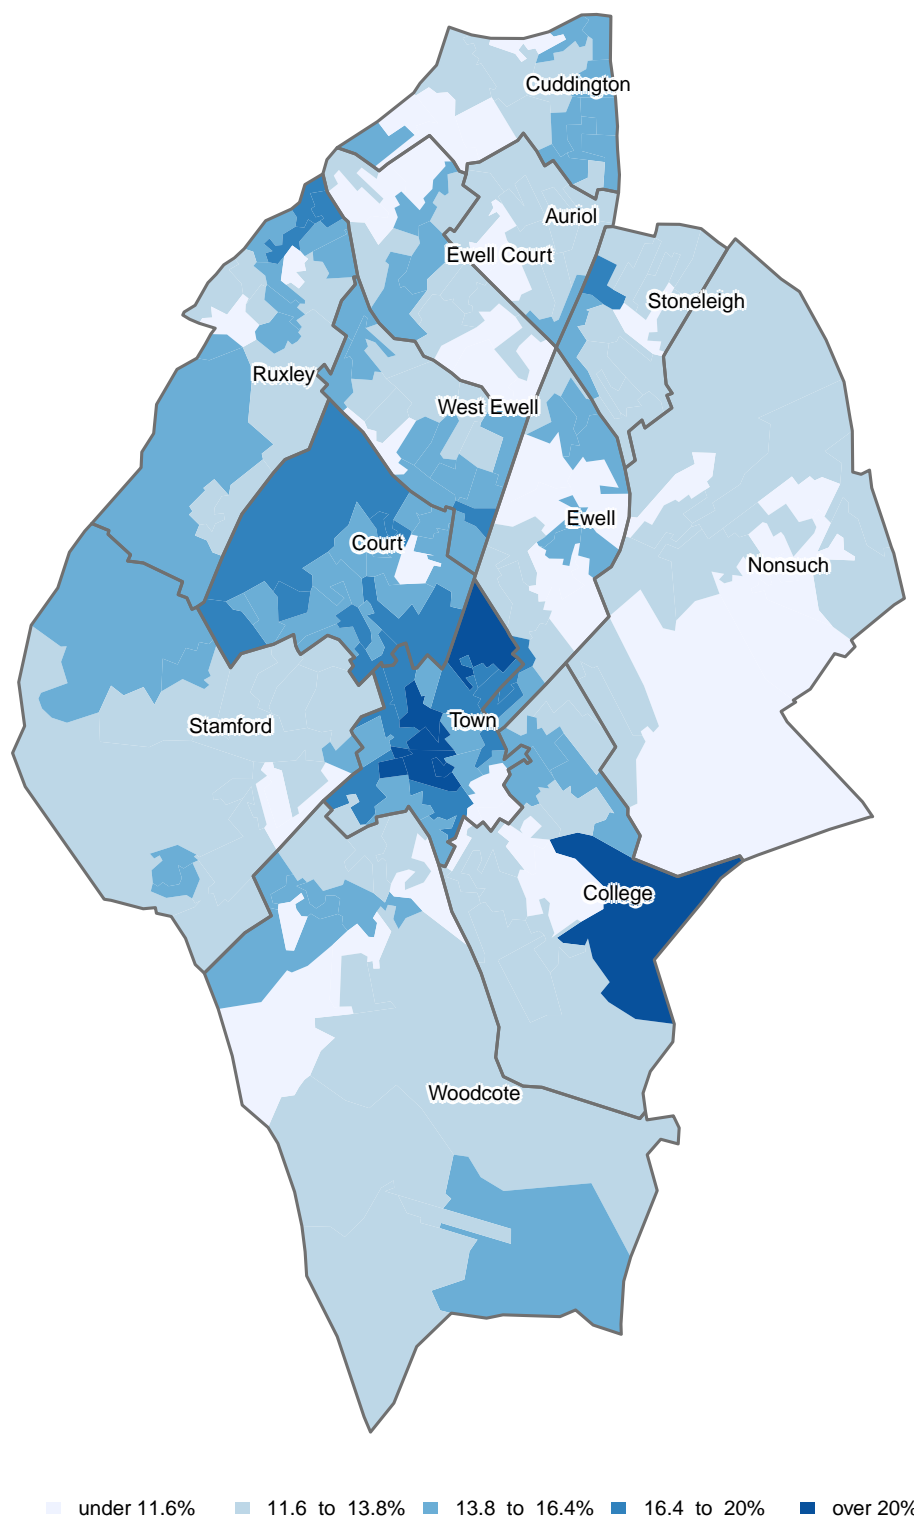 Cuddington
Auriol
Ewell Court
Stoneleigh
Ruxley
West Ewell
Ewell
Court
Nonsuch
Town
Stamford
College
Woodcote
under 11.6% 11.6 to 13.8% 13.8 to 16.4% 16.4 to 20% over 20%